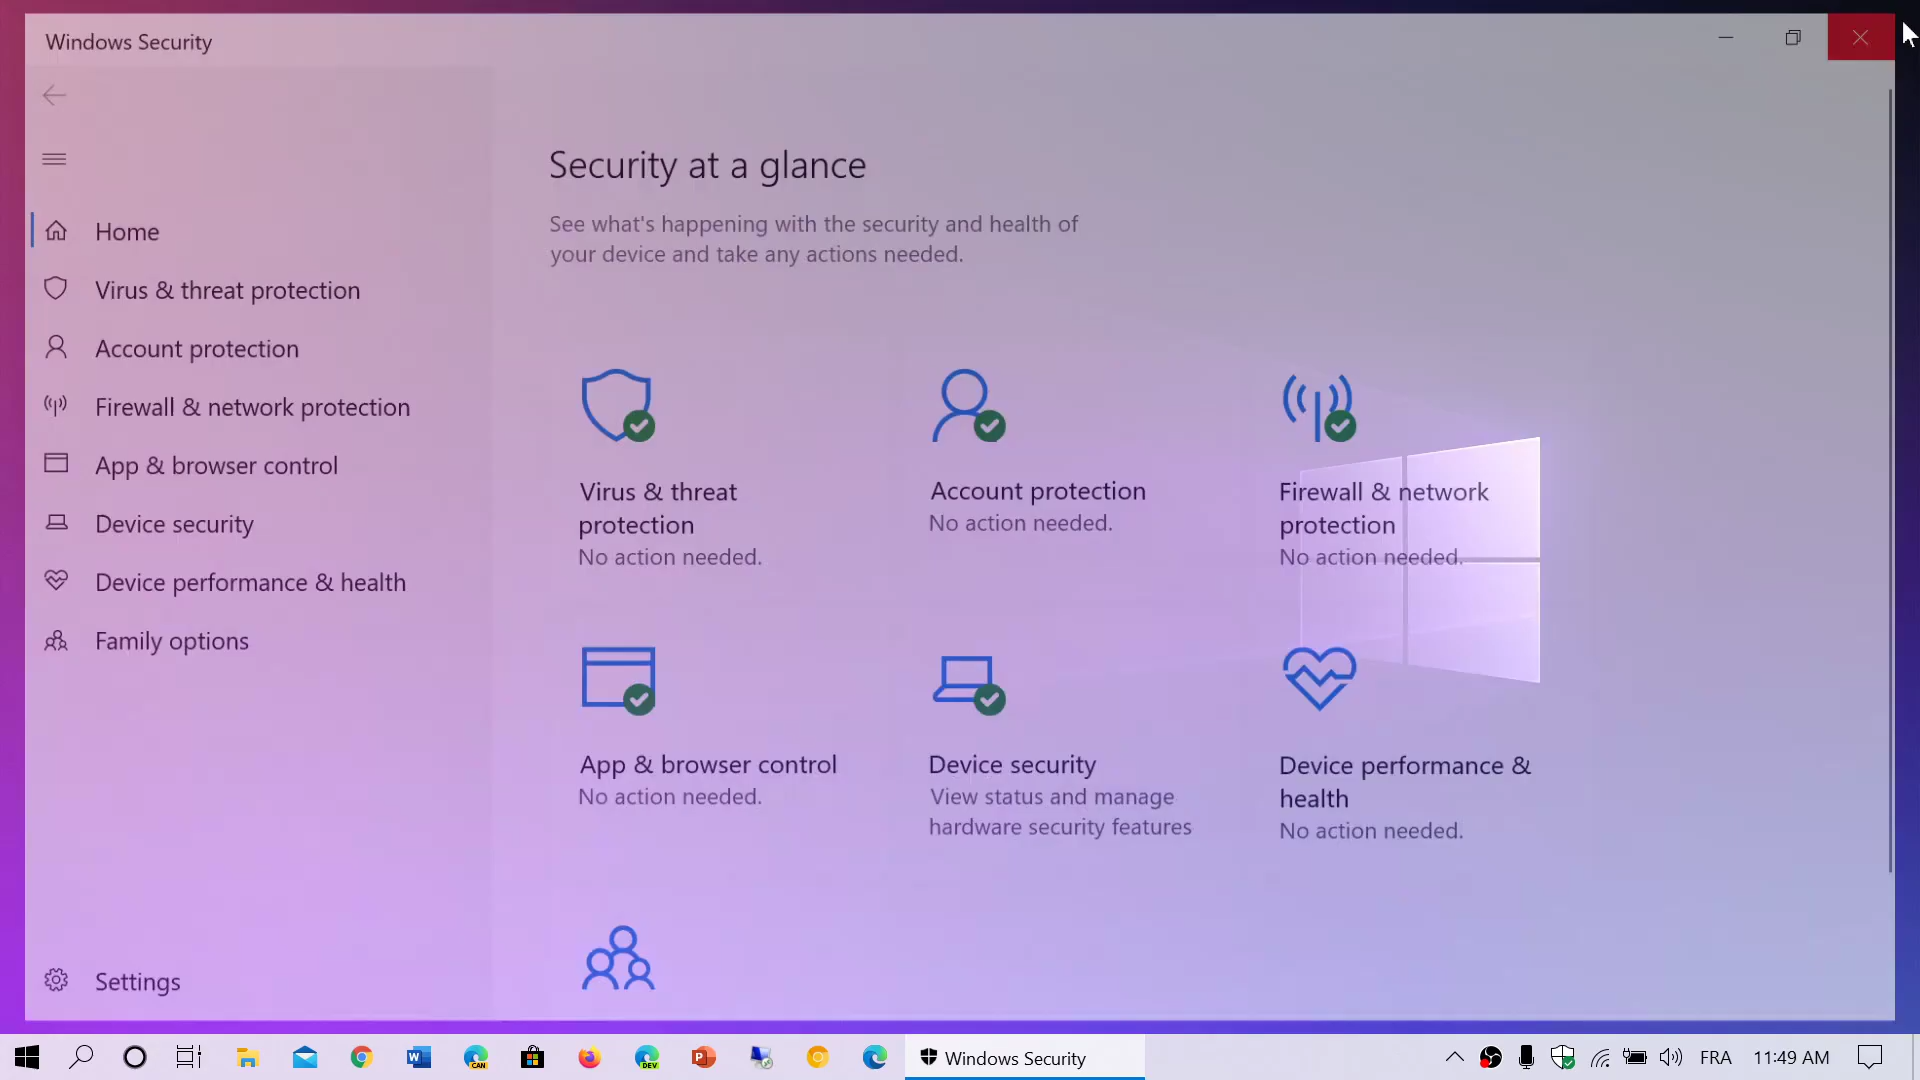 Windows Security
Home
Virus & threat protection
Account protection
Firewall & network protection
App & browser control
Device security
Device performance & health
Family options
Settings
Security at a glance
See what's happening with the security and health of
your device and take any actions needed.
Virus & threat
protection
No action needed.
Account protection
No action needed.
Firewall & network
protection
No action needed.
App & browser control
No action needed.
Device security
View status and manage
hardware security features
Device performance &
health
No action needed.
W
CAN
DEV
P
Windows Security
FRA
11:49 AM